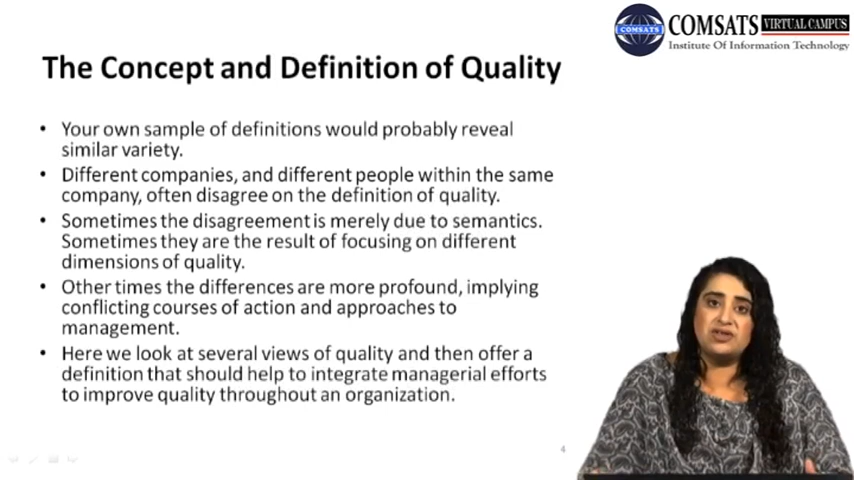 COMSATS
COMSATS VIRTUAL CAMPUS
Institute Of Information Technology
The Concept and Definition of Quality
• Your own sample of definitions would probably reveal
similar variety.
• Different companies, and different people within the same
company, often disagree on the definition of quality.
• Sometimes the disagreement is merely due to semantics.
Sometimes they are the result of focusing on different
dimensions of quality.
• Other times the differences are more profound, implying
conflicting courses of action and approaches to
management.
• Here we look at several views of quality and then offer a
definition that should help to integrate managerial efforts
to improve quality throughout an organization.
4